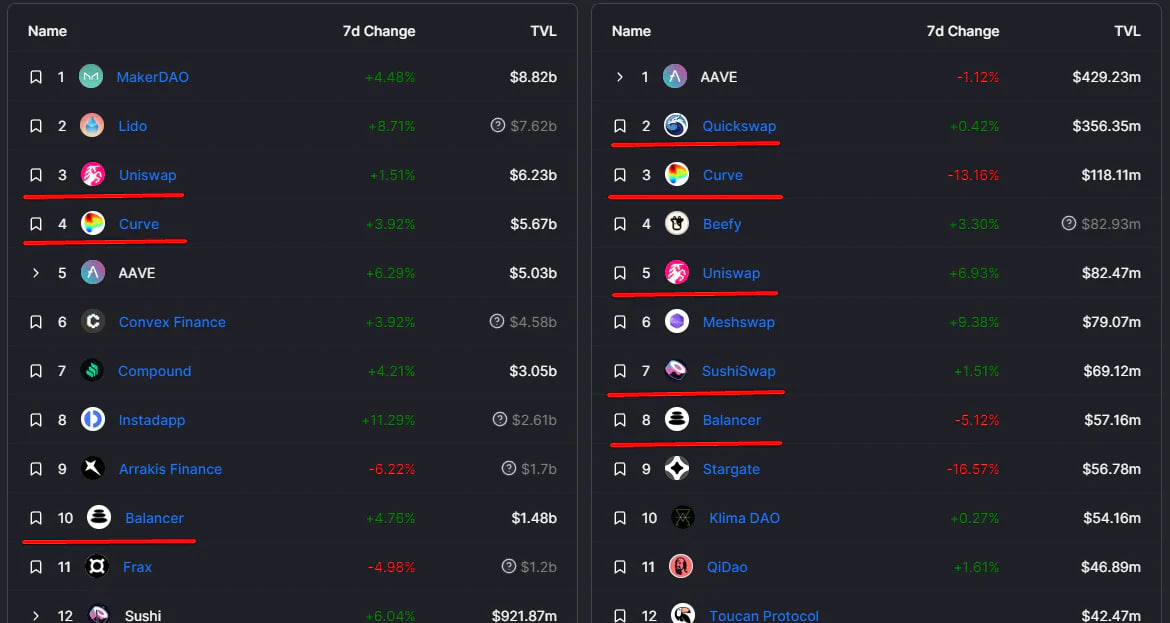 Name 7d Change TVL
1 MakerDAO +4.48% $8.82b
2 Lido +8.71% $7.62b
3 Uniswap +1.51% $6.23b
4 Curve +3.92% $5.67b
5 AAVE +6.29% $5.03b
6 Convex Finance +3.92% $4.58b
7 Compound +4.21% $3.05b
8 Instadapp +11.29% $2.61b
9 Arrakis Finance -6.22% $1.7b
10 Balancer +4.76% $1.48b
11 Frax -4.98% $1.2b
12 Sushi +6.04% $921.87m
Name 7d Change TVL
1 AAVE -1.12% $429.23m
2 Quickswap +0.42% $356.35m
3 Curve -13.16% $118.11m
4 Beefy +3.30% $82.93m
5 Uniswap +6.93% $82.47m
6 Meshswap +9.38% $79.07m
7 SushiSwap +1.51% $69.12m
8 Balancer -5.12% $57.16m
9 Stargate -16.57% $56.78m
10 Klima DAO +0.27% $54.16m
11 QiDao +1.61% $46.89m
12 Toucan Protocol $42.47m